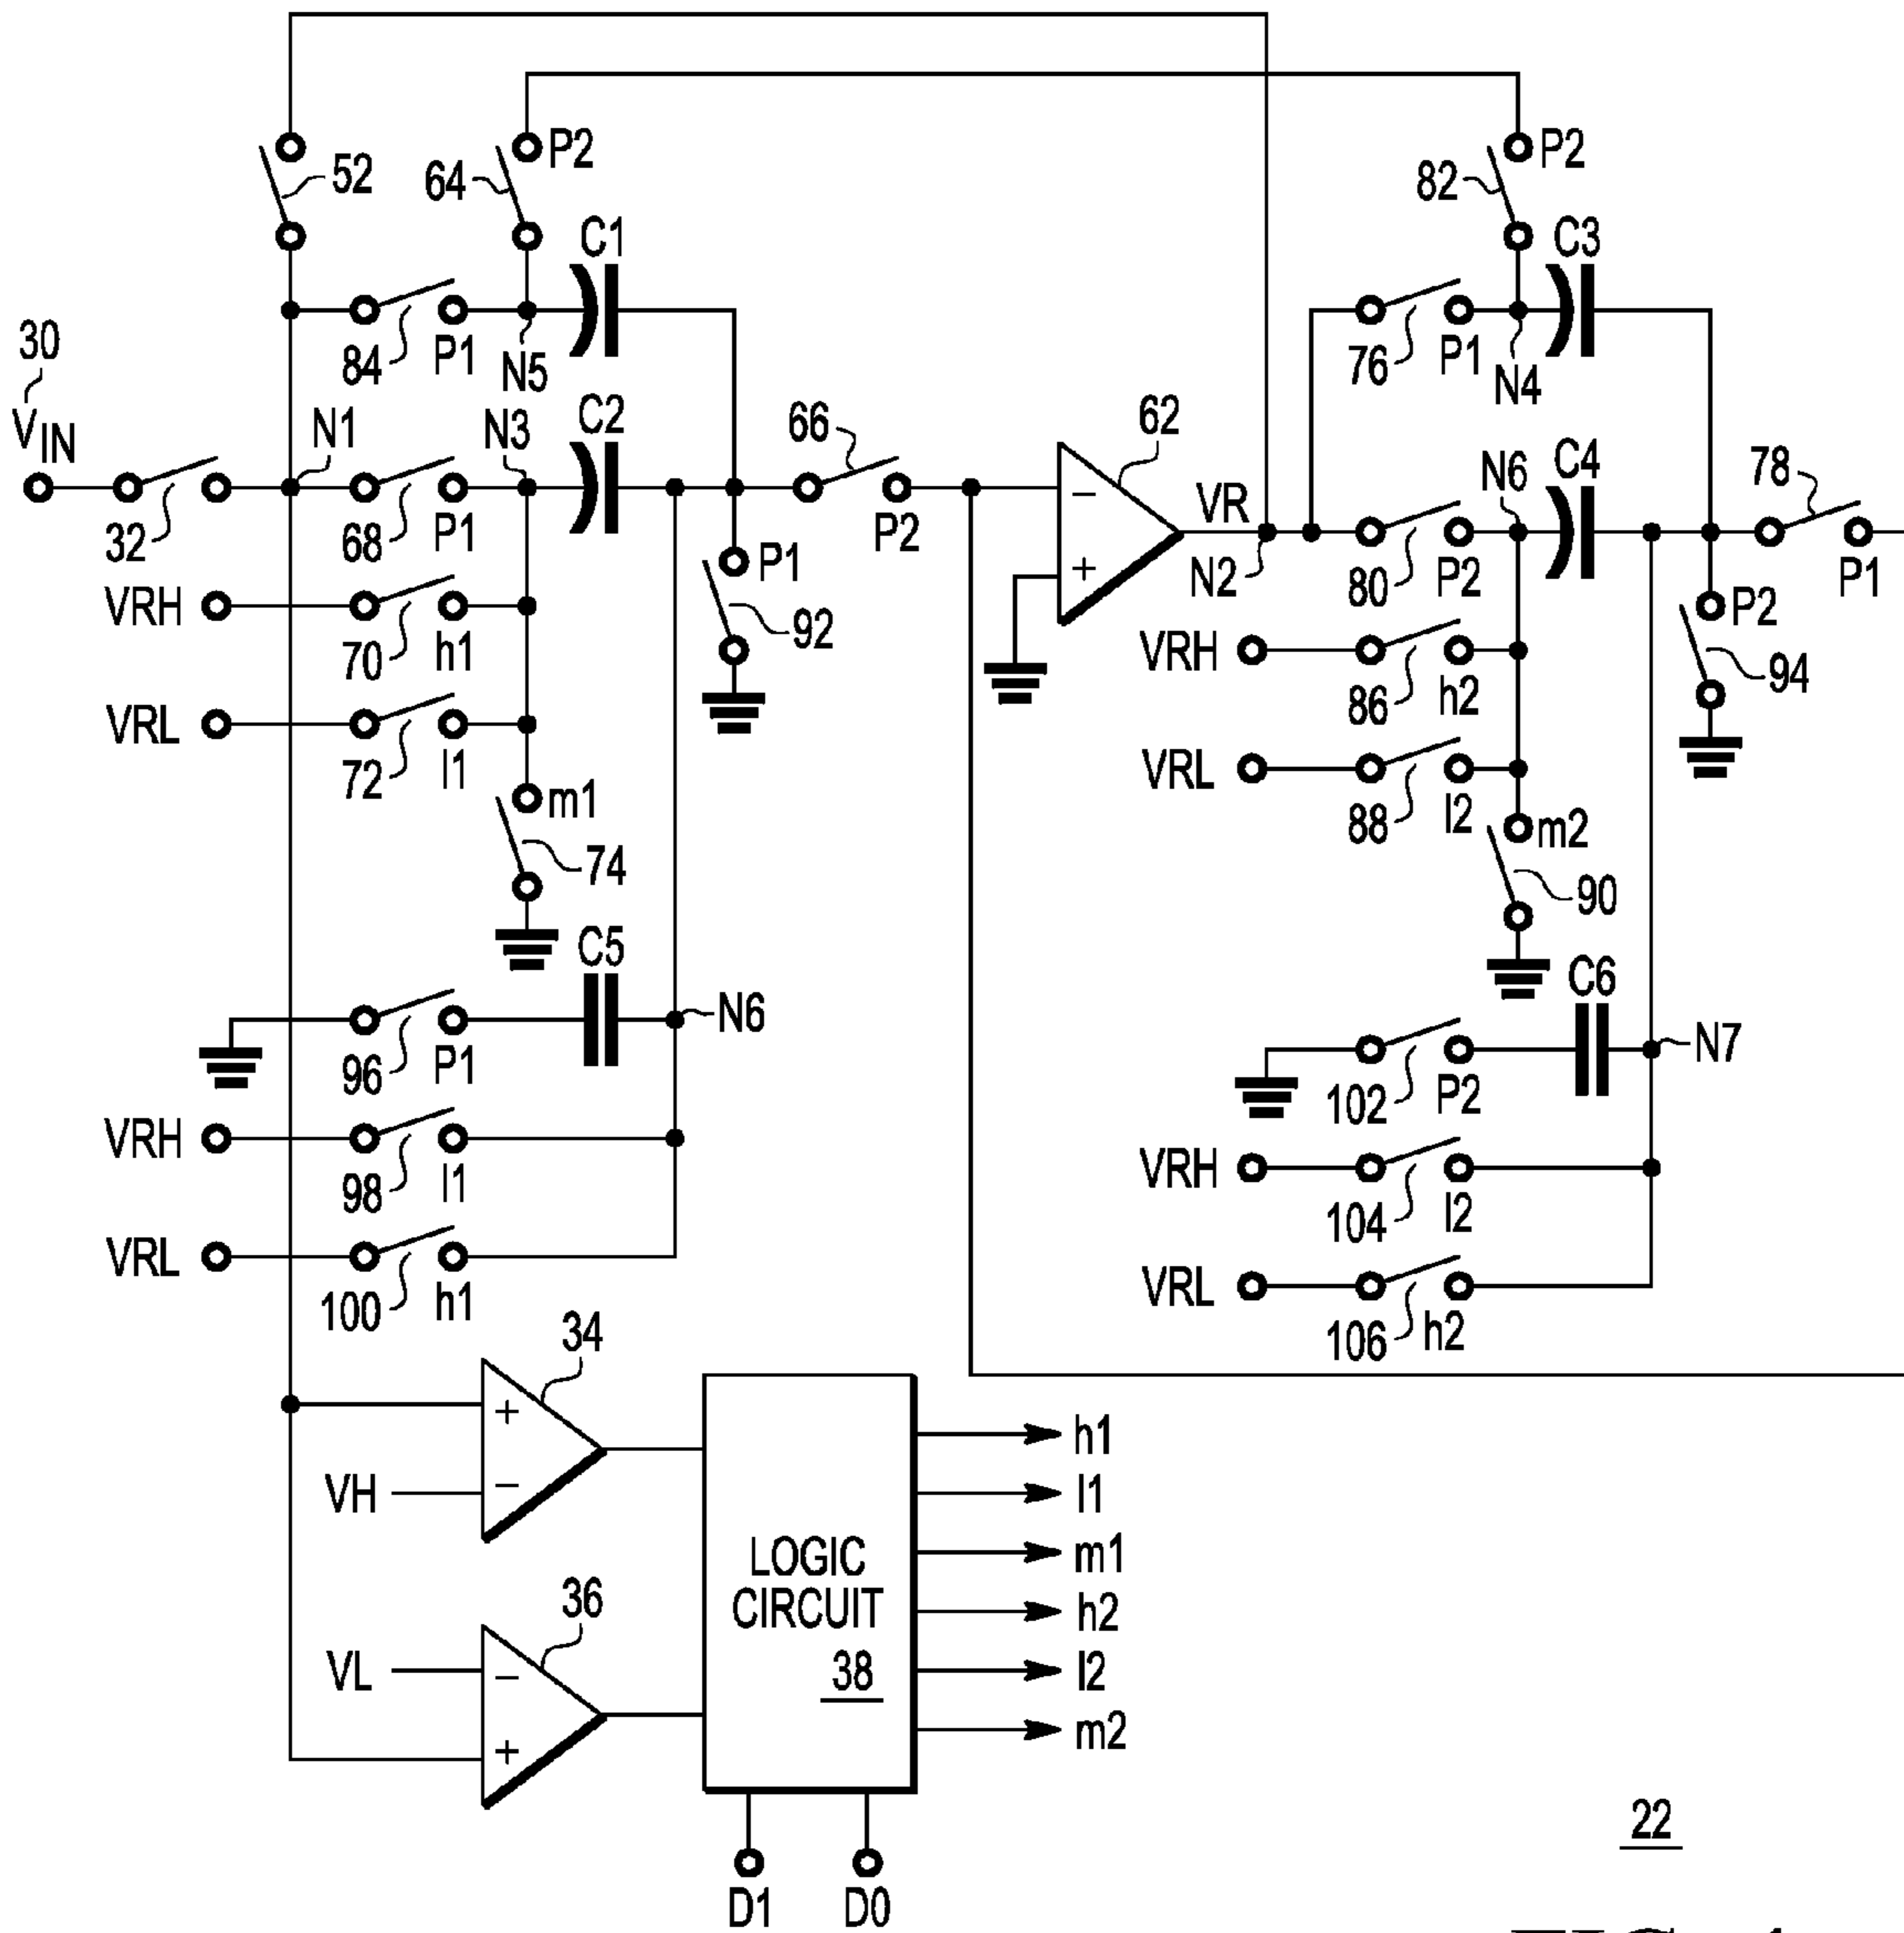 52
64
P2
82
P2
C1
C3
30
84
P1
N5
76
P1
N4
VIN
N1
N3
C2
66
62
N6
C4
78
32
68
P1
P2
VR
N2
80
P2
P1
VRH
70
h1
P1
92
VRH
86
h2
P2
94
VRL
72
l1
VRL
88
l2
m1
74
m2
90
C5
C6
96
P1
N6
102
P2
N7
VRH
98
l1
VRH
104
l2
VRL
100
h1
VRL
106
h2
34
+
−
VH
h1
l1
m1
h2
l2
m2
LOGIC
CIRCUIT
38
36
VL
−
+
−
+
D1
D0
22